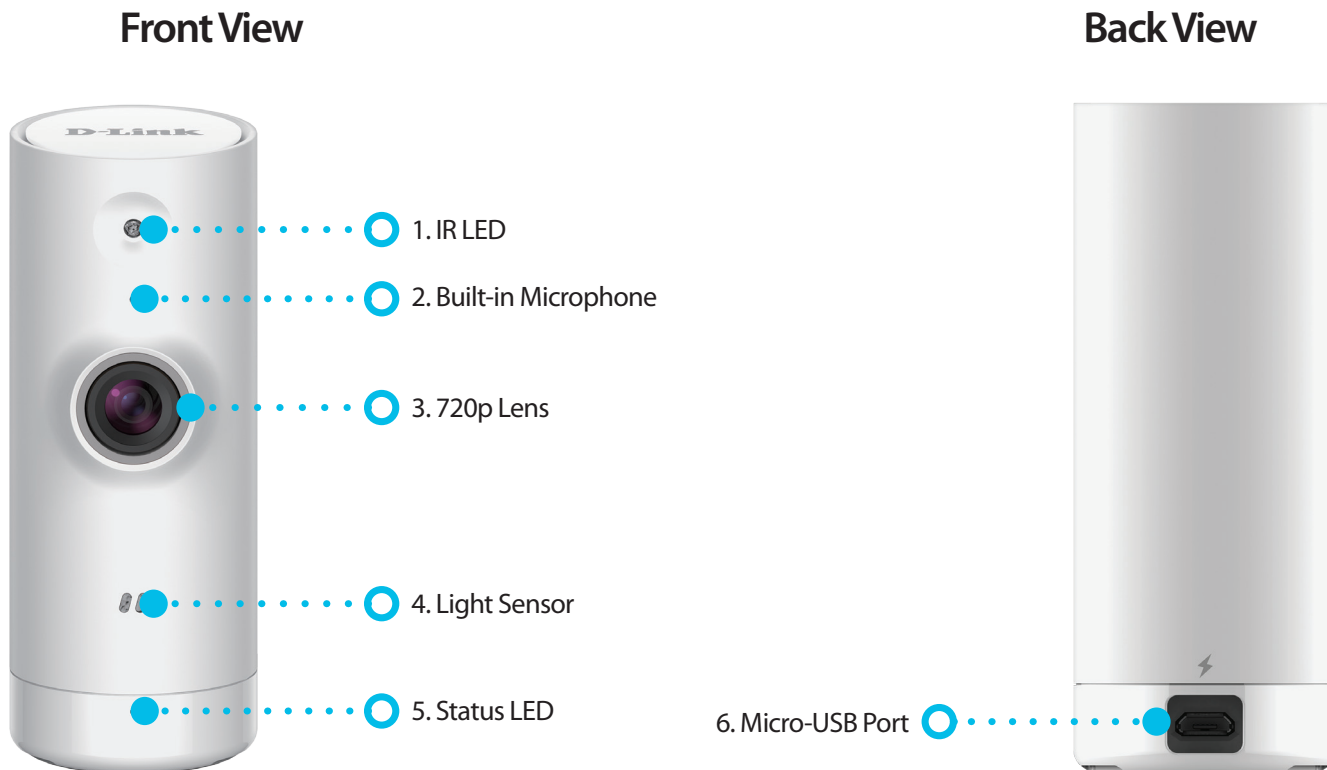 Front View
Back View
D-Link
1. IR LED
2. Built-in Microphone
3. 720p Lens
4. Light Sensor
5. Status LED
6. Micro-USB Port